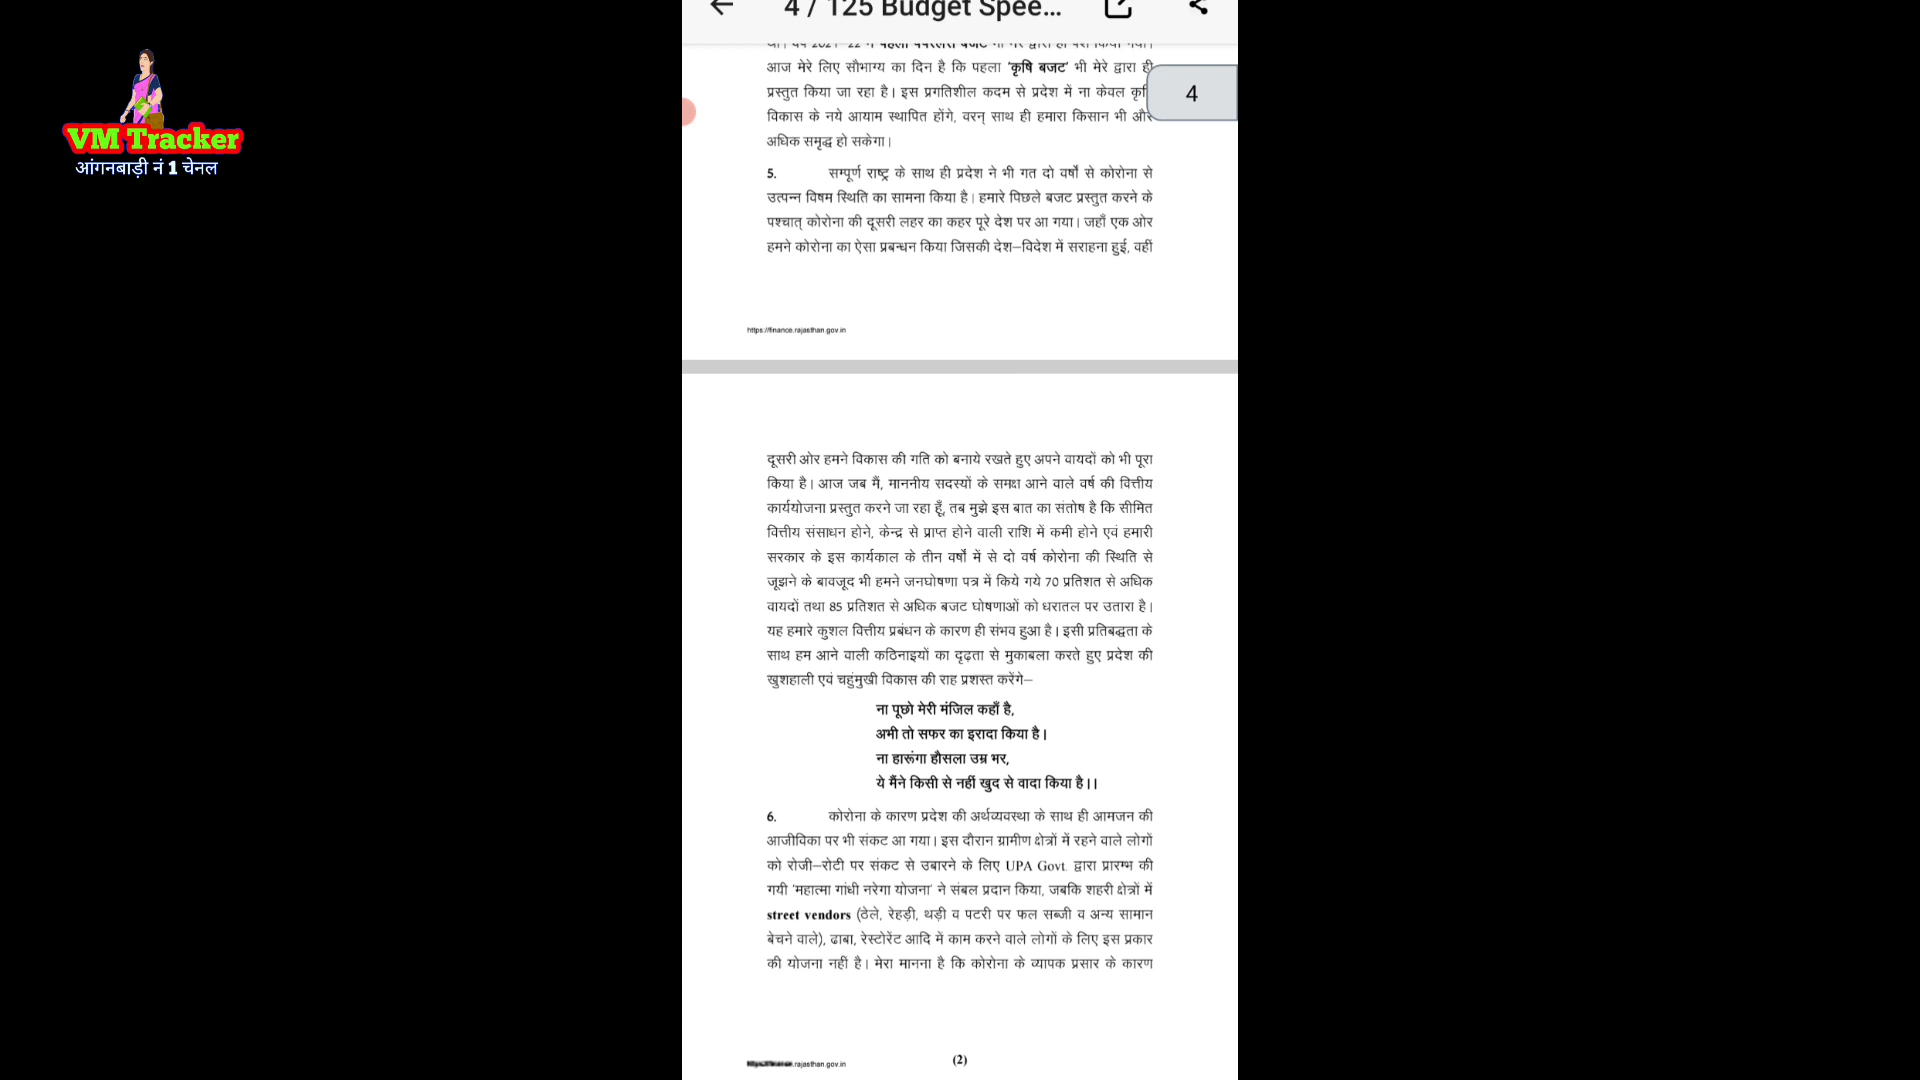 4 / 125 Budget Spee...
VM Tracker
आंगनबाड़ी नं 1 चेनल
4
था। वर्ष 2021-22 में पहला पेपरलेस बजट भी मेरे द्वारा ही पेश किया गया।
आज मेरे लिए सौभाग्य का दिन है कि पहला 'कृषि बजट' भी मेरे द्वारा ही
प्रस्तुत किया जा रहा है। इस प्रगतिशील कदम से प्रदेश में ना केवल
विकास के नये आयाम स्थापित होंगे, वरन् साथ ही हमारा किसान भी और
अधिक समृद्ध हो सकेगा।
5. सम्पूर्ण राष्ट्र के साथ ही प्रदेश ने भी गत दो वर्षों से कोरोना से
उत्पन्न विषम स्थिति का सामना किया है। हमारे पिछले बजट प्रस्तुत करने के
पश्चात् कोरोना की दूसरी लहर का कहर पूरे देश पर आ गया। जहाँ एक ओर
हमने कोरोना का ऐसा प्रबन्धन किया जिसकी देश–विदेश में सराहना हुई, वहीं
https://finance.rajasthan.gov.in
दूसरी ओर हमने विकास की गति को बनाये रखते हुए अपने वायदों को भी पूरा
किया है। आज जब मैं, माननीय सदस्यों के समक्ष आने वाले वर्ष की वित्तीय
कार्ययोजना प्रस्तुत करने जा रहा हूँ, तब मुझे इस बात का संतोष है कि सीमित
वित्तीय संसाधन होने, केन्द्र से प्राप्त होने वाली राशि में कमी होने एवं हमारी
सरकार के इस कार्यकाल के तीन वर्षों में से दो वर्ष कोरोना की स्थिति से
जूझने के बावजूद भी हमने जनघोषणा पत्र में किये गये 70 प्रतिशत से अधिक
वायदों तथा 85 प्रतिशत से अधिक बजट घोषणाओं को धरातल पर उतारा है।
यह हमारे कुशल वित्तीय प्रबंधन के कारण ही संभव हुआ है। इसी प्रतिबद्धता के
साथ हम आने वाली कठिनाइयों का दृढ़ता से मुकाबला करते हुए प्रदेश की
खुशहाली एवं चहुंमुखी विकास की राह प्रशस्त करेंगे–
ना पूछो मेरी मंजिल कहाँ है,
अभी तो सफर का इरादा किया है।
ना हारूंगा हौसला उम्र भर,
ये मैंने किसी से नहीं खुद से वादा किया है।।
6. कोरोना के कारण प्रदेश की अर्थव्यवस्था के साथ ही आमजन की
आजीविका पर भी संकट आ गया। इस दौरान ग्रामीण क्षेत्रों में रहने वाले लोगों
को रोजी–रोटी पर संकट से उबारने के लिए UPA Govt. द्वारा प्रारम्भ की
गयी 'महात्मा गांधी नरेगा योजना' ने संबल प्रदान किया, जबकि शहरी क्षेत्रों में
street vendors (ठेले, रेहड़ी, थड़ी व पटरी पर फल सब्जी व अन्य सामान
बेचने वाले), ढाबा, रेस्टोरेंट आदि में काम करने वाले लोगों के लिए इस प्रकार
की योजना नहीं है। मेरा मानना है कि कोरोना के व्यापक प्रसार के कारण
.rajasthan.gov.in
(2)